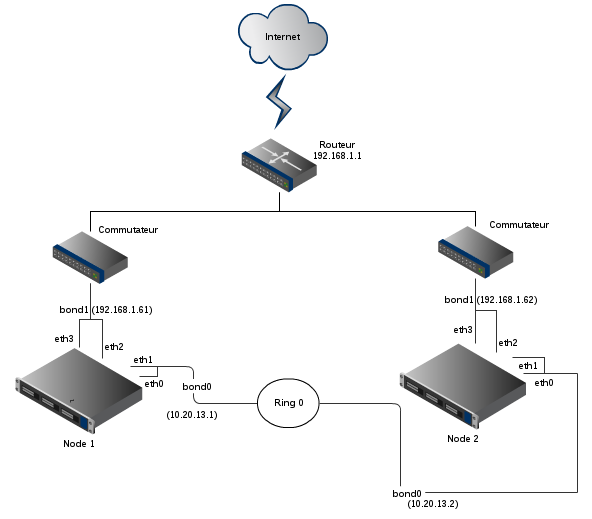 Internet
Routeur
192.168.1.1
Commutateur
Commutateur
bond1 (192.168.1.61)
bond1 (192.168.1.62)
eth3
eth2
eth3
eth2
eth1
eth0
eth1
eth0
bond0
(10.20.13.1)
Ring 0
Node 1
Node 2
bond0
(10.20.13.2)